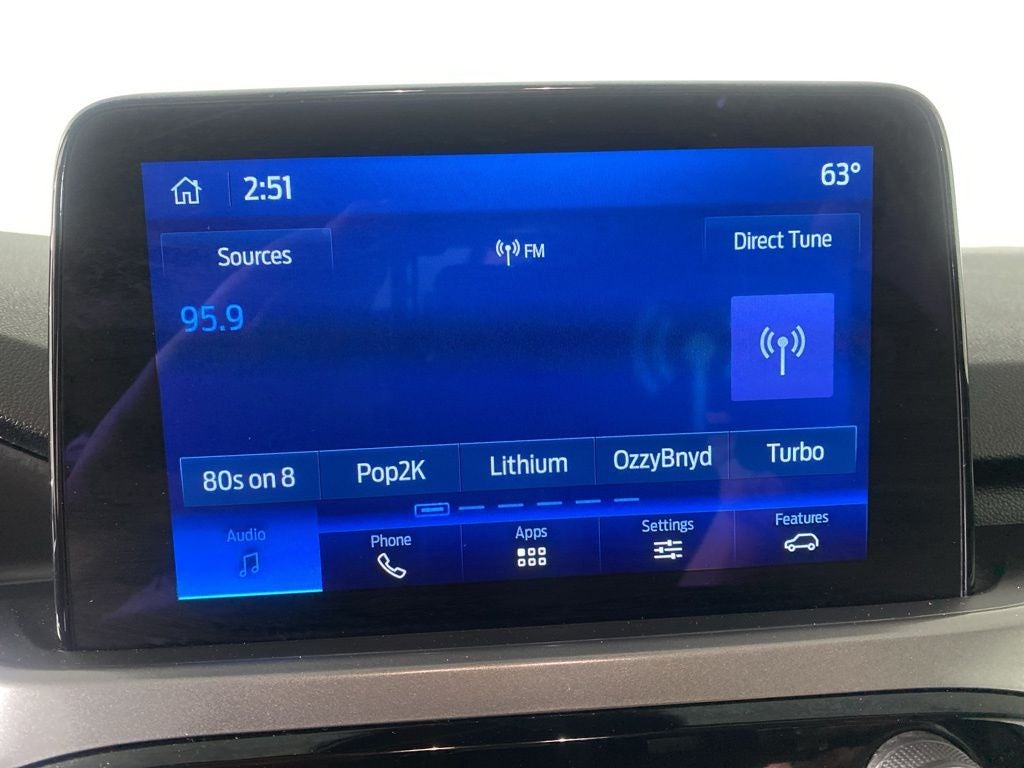 2:51
63°
Sources
FM
Direct Tune
95.9
80s on 8
Pop2K
Lithium
OzzyBnyd
Turbo
Audio
Phone
Apps
Settings
Features